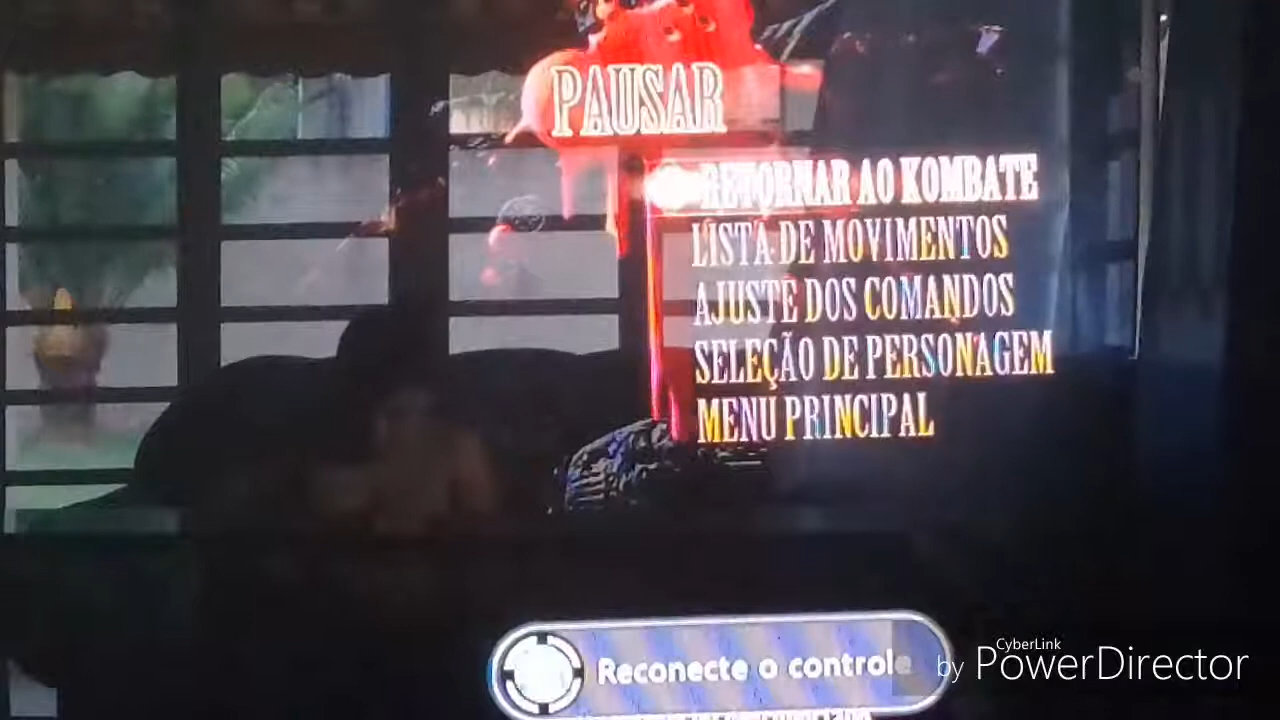 PAUSAR
RETORNAR AO KOMBATE
LISTA DE MOVIMENTOS
AJUSTE DOS COMANDOS
SELEÇÃO DE PERSONAGEM
MENU PRINCIPAL
Reconecte o controle
CyberLink
by PowerDirector